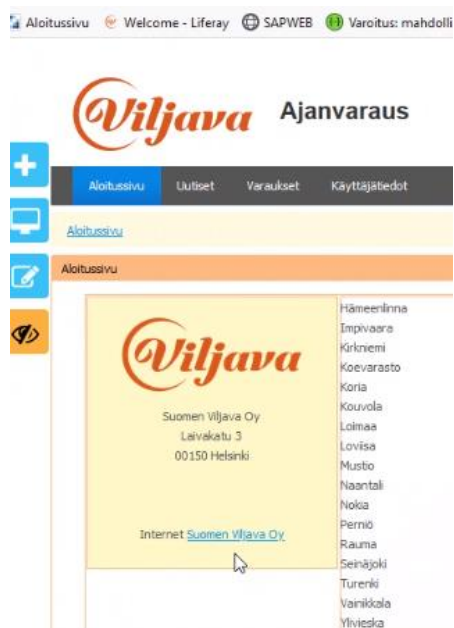 Aloitussivu Welcome - Liferay SAPWEB Varoitus: mahdolli
Viljava Ajanvaraus
Aloitussivu Uutiset Varaukset Käyttäjätiedot
Aloitussivu
Aloitussivu
Viljava
Suomen Viljava Oy
Laivakatu 3
00150 Helsinki
Internet Suomen Viljava Oy
Hämeenlinna
Impivaara
Kirkniemi
Koevarasto
Koria
Kouvola
Loimaa
Loviisa
Mustio
Naantali
Nokia
Perniö
Rauma
Seinäjoki
Turenki
Vainikkala
Ylivieska